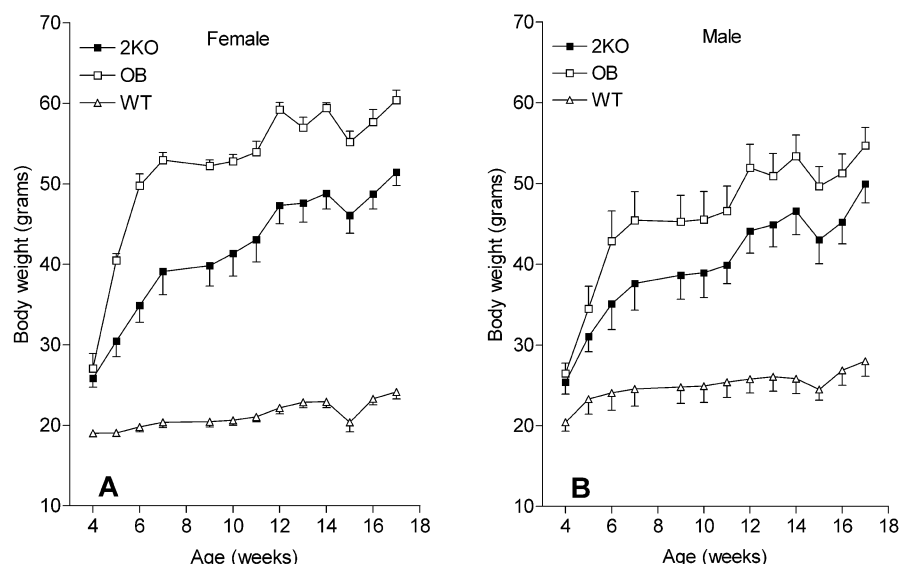 Female
2KO
OB
WT
Body weight (grams)
70
60
50
40
30
20
10
A
4 6 8 10 12 14 16 18
Age (weeks)
Male
2KO
OB
WT
Body weight (grams)
70
60
50
40
30
20
10
B
4 6 8 10 12 14 16 18
Age (weeks)